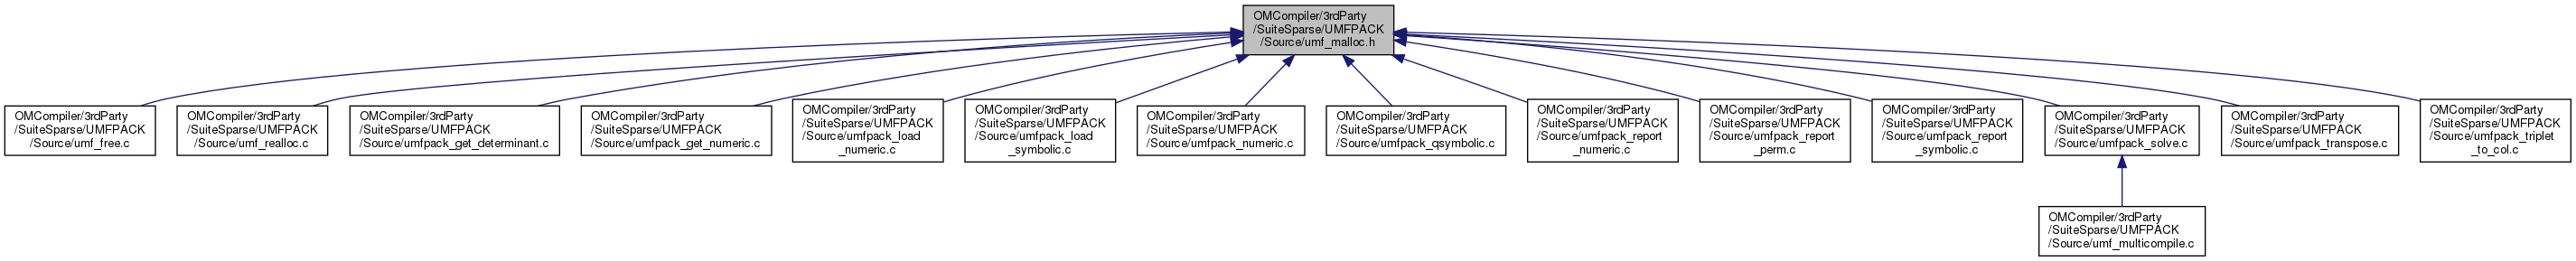 OMCompiler/3rdParty
/SuiteSparse/UMFPACK
/Source/umf_malloc.h
OMCompiler/3rdParty
/SuiteSparse/UMFPACK
/Source/umf_free.c
OMCompiler/3rdParty
/SuiteSparse/UMFPACK
/Source/umf_realloc.c
OMCompiler/3rdParty
/SuiteSparse/UMFPACK
/Source/umfpack_get_determinant.c
OMCompiler/3rdParty
/SuiteSparse/UMFPACK
/Source/umfpack_get_numeric.c
OMCompiler/3rdParty
/SuiteSparse/UMFPACK
/Source/umfpack_load
_numeric.c
OMCompiler/3rdParty
/SuiteSparse/UMFPACK
/Source/umfpack_load
_symbolic.c
OMCompiler/3rdParty
/SuiteSparse/UMFPACK
/Source/umfpack_numeric.c
OMCompiler/3rdParty
/SuiteSparse/UMFPACK
/Source/umfpack_qsymbolic.c
OMCompiler/3rdParty
/SuiteSparse/UMFPACK
/Source/umfpack_report
_numeric.c
OMCompiler/3rdParty
/SuiteSparse/UMFPACK
/Source/umfpack_report
_perm.c
OMCompiler/3rdParty
/SuiteSparse/UMFPACK
/Source/umfpack_report
_symbolic.c
OMCompiler/3rdParty
/SuiteSparse/UMFPACK
/Source/umfpack_solve.c
OMCompiler/3rdParty
/SuiteSparse/UMFPACK
/Source/umfpack_transpose.c
OMCompiler/3rdParty
/SuiteSparse/UMFPACK
/Source/umfpack_triplet
_to_col.c
OMCompiler/3rdParty
/SuiteSparse/UMFPACK
/Source/umf_multicompile.c